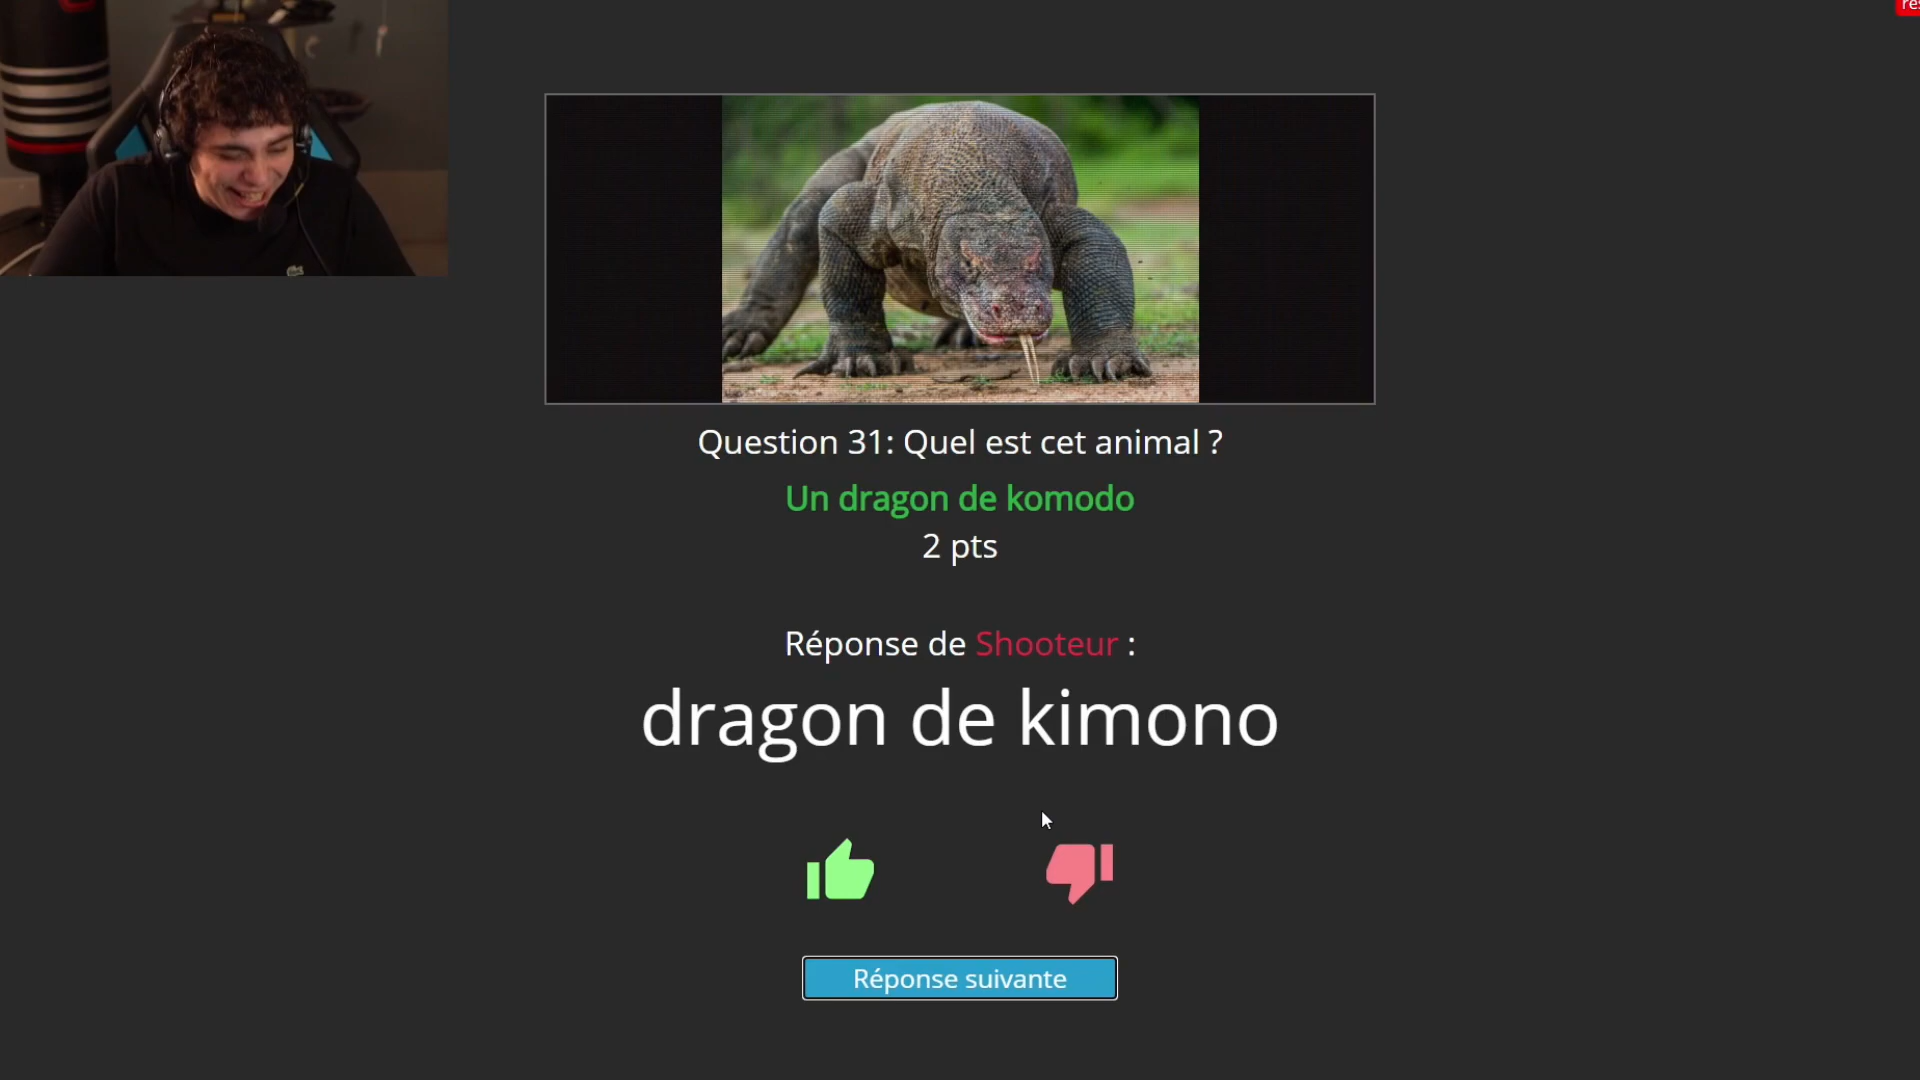 res
Question 31: Quel est cet animal ?
Un dragon de komodo
2 pts
Réponse de Shooteur :
dragon de kimono
Réponse suivante